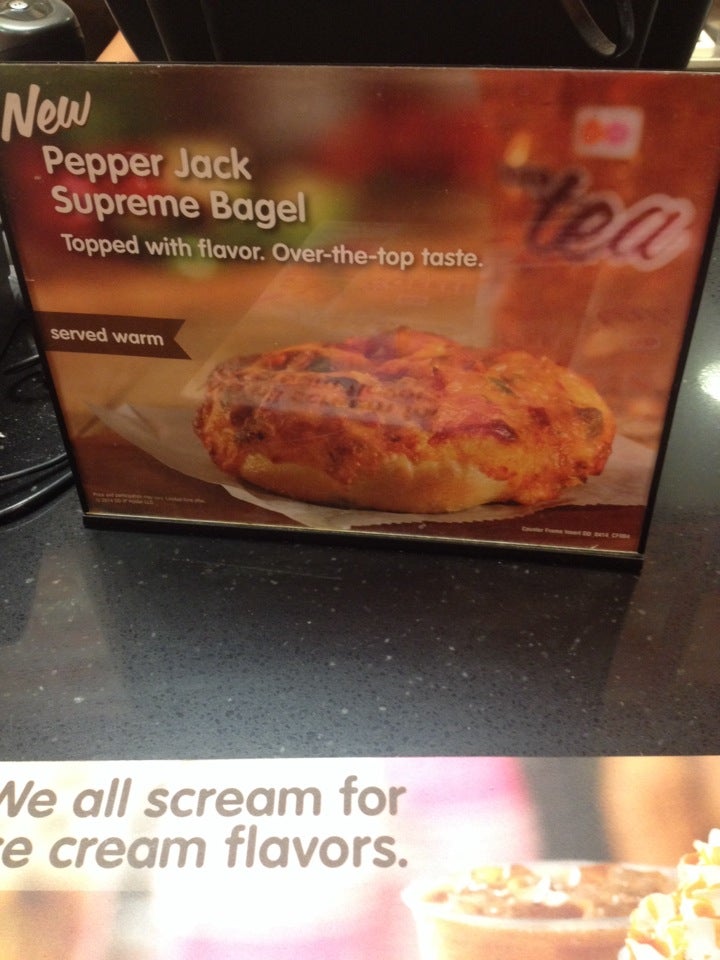 New
Pepper Jack
Supreme Bagel
Topped with flavor. Over-the-top taste.
tea
served warm
We all scream for
e cream flavors.